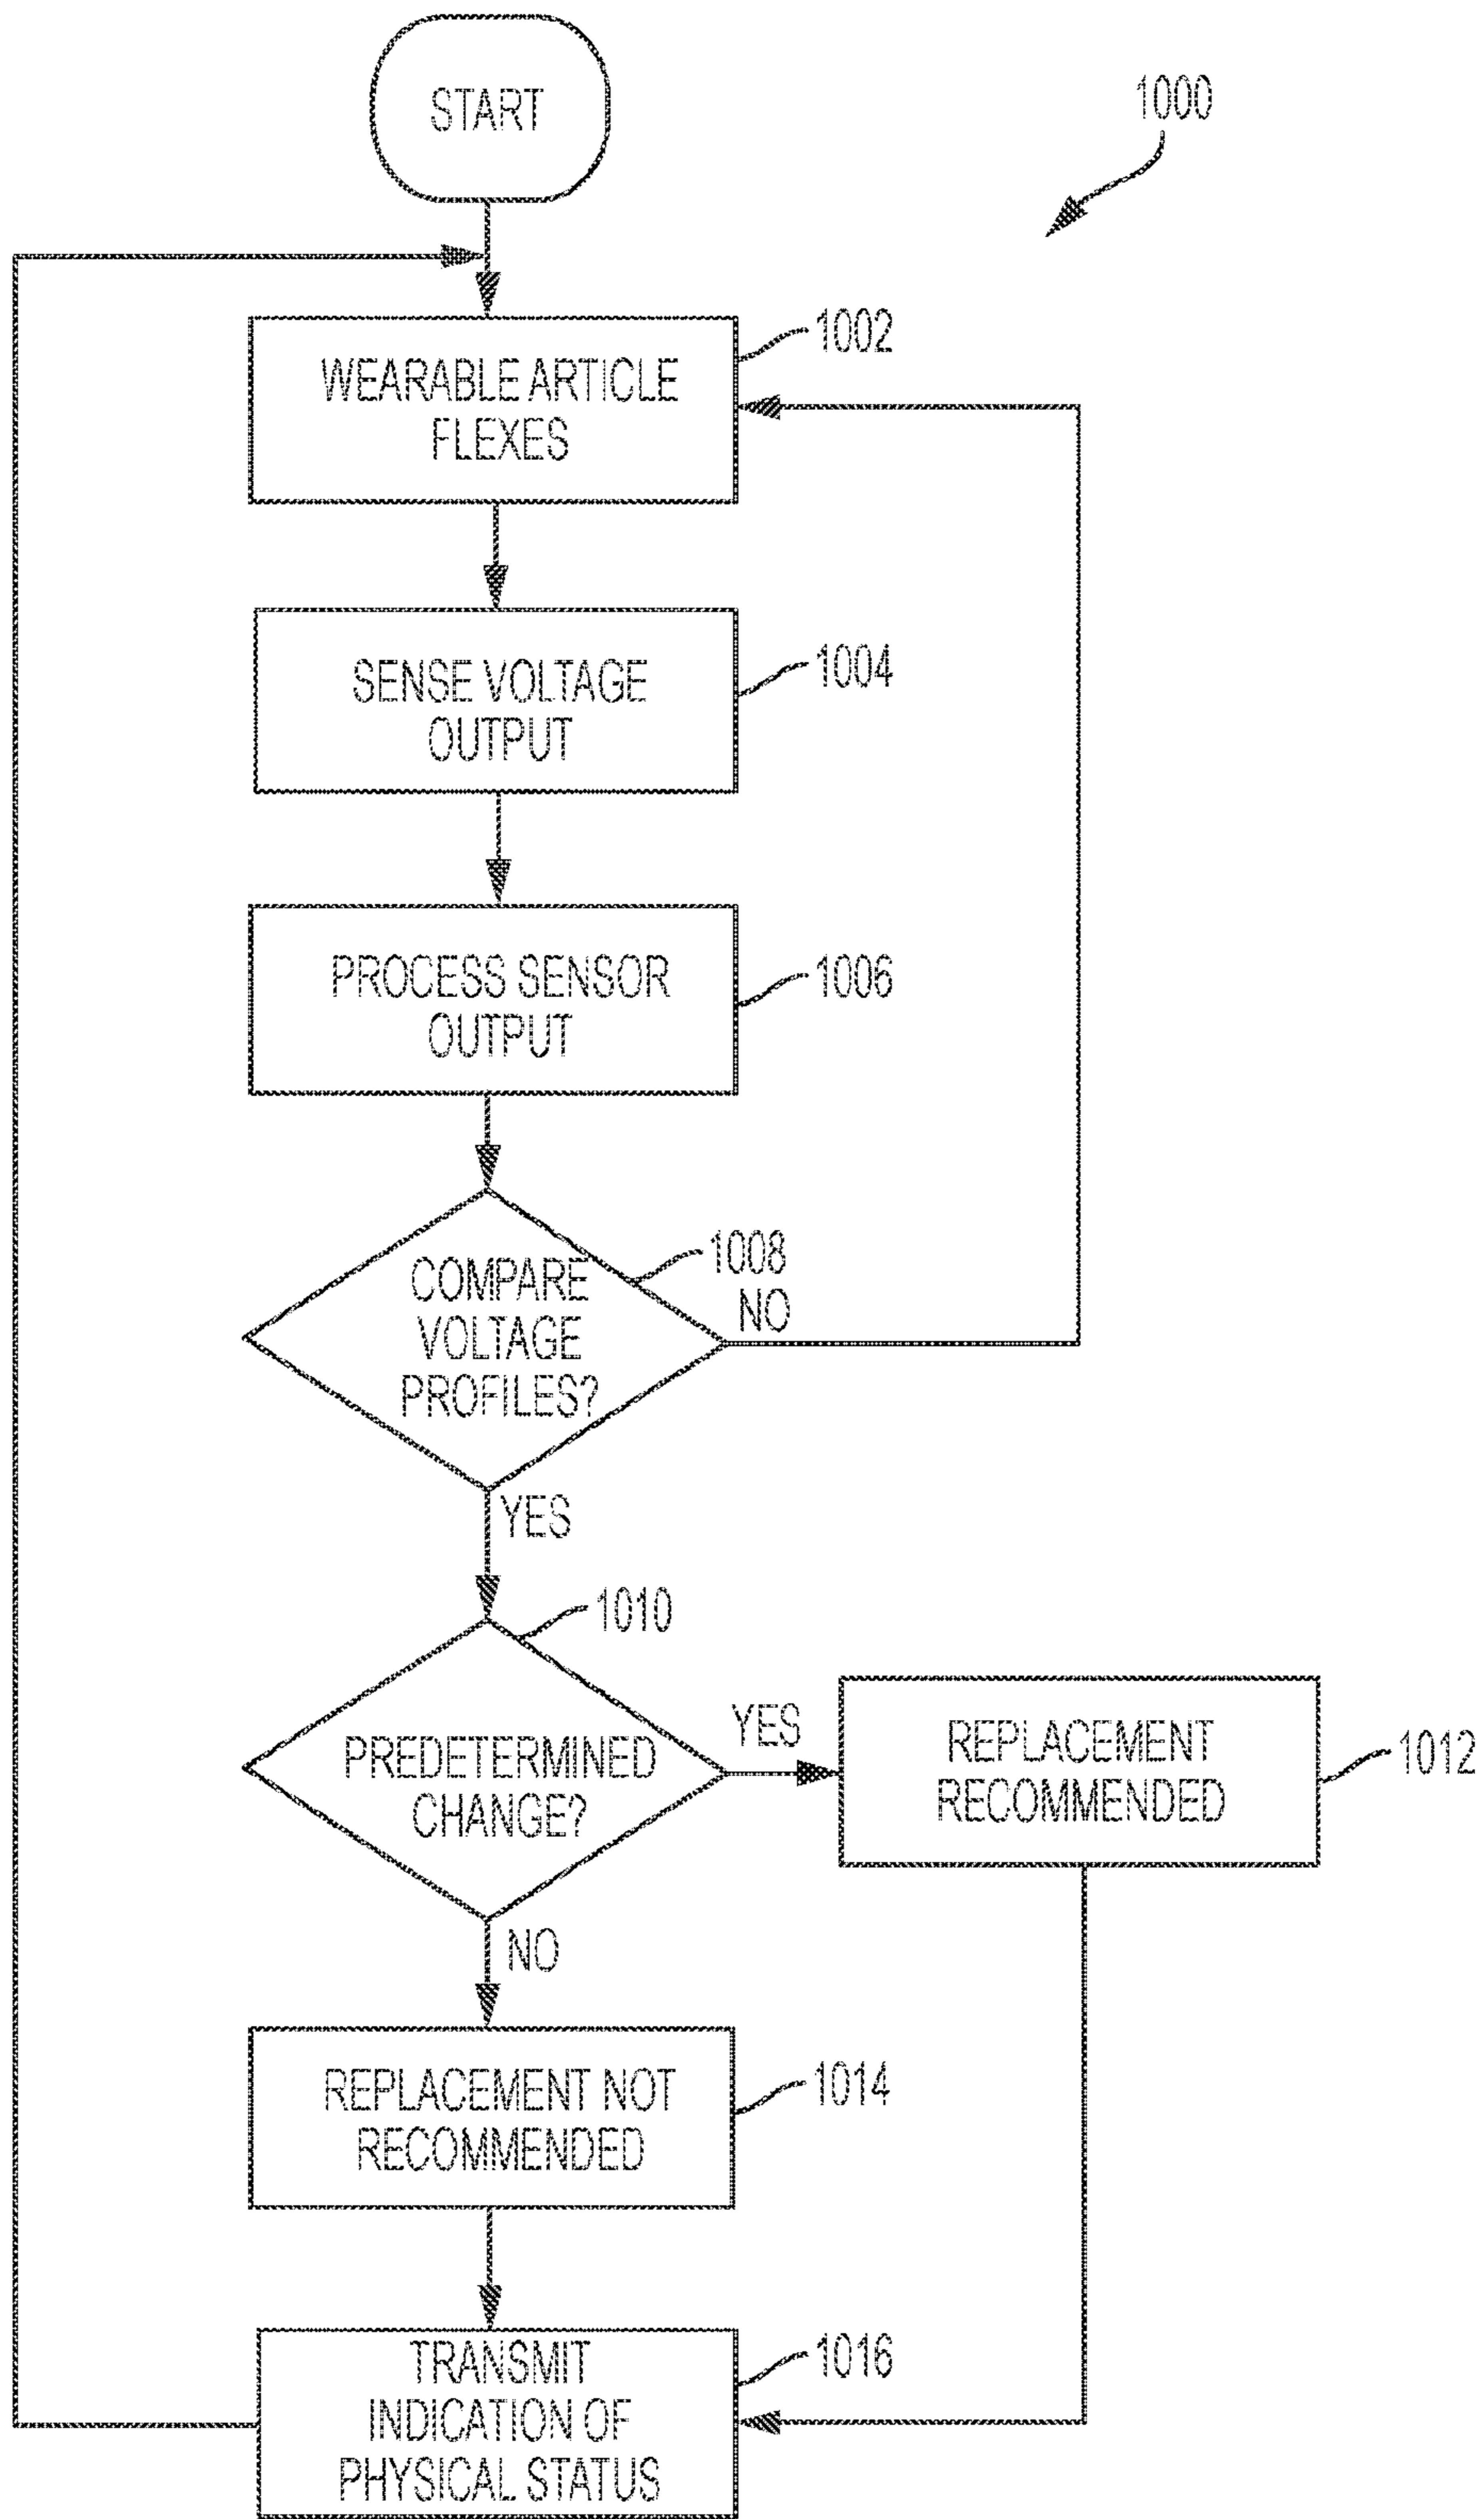 START
1000
WEARABLE ARTICLE
FLEXES
1002
SENSE VOLTAGE
OUTPUT
1004
PROCESS SENSOR
OUTPUT
1006
COMPARE
VOLTAGE
PROFILES?
1008
NO
YES
1010
PREDETERMINED
CHANGE?
YES
REPLACEMENT
RECOMMENDED
1012
NO
REPLACEMENT NOT
RECOMMENDED
1014
TRANSMIT
INDICATION OF
PHYSICAL STATUS
1016